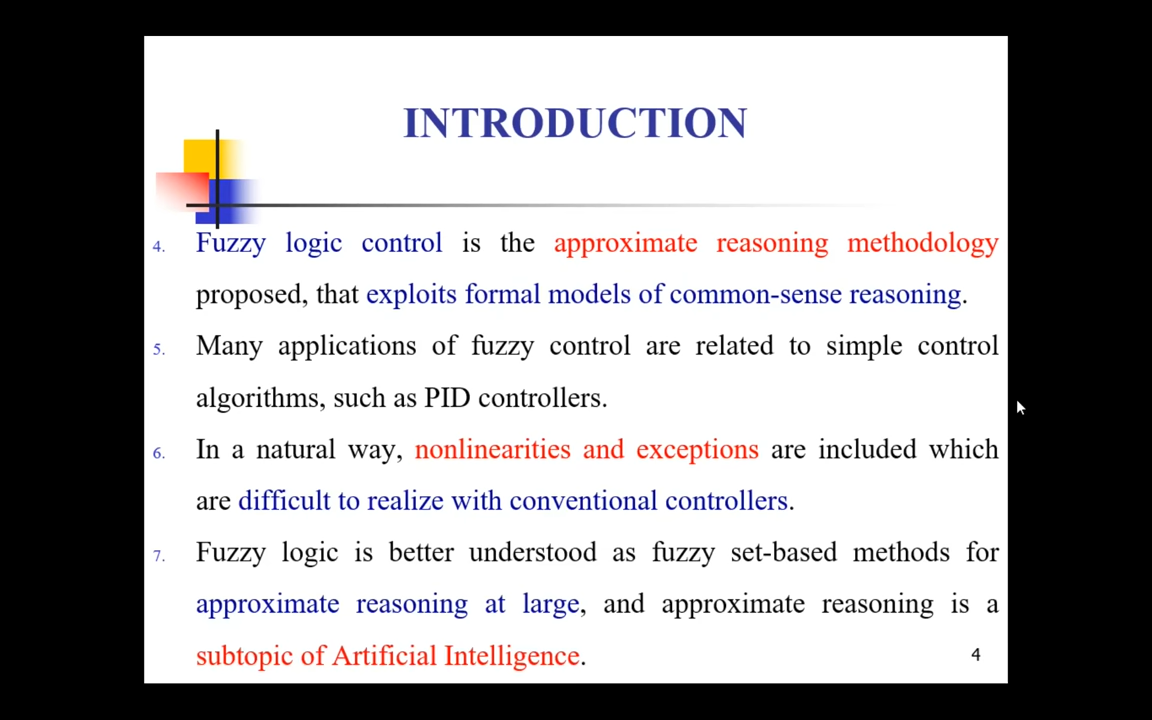 INTRODUCTION
4. Fuzzy logic control is the approximate reasoning methodology
proposed, that exploits formal models of common-sense reasoning.
5. Many applications of fuzzy control are related to simple control
algorithms, such as PID controllers.
6. In a natural way, nonlinearities and exceptions are included which
are difficult to realize with conventional controllers.
7. Fuzzy logic is better understood as fuzzy set-based methods for
approximate reasoning at large, and approximate reasoning is a
subtopic of Artificial Intelligence.
4